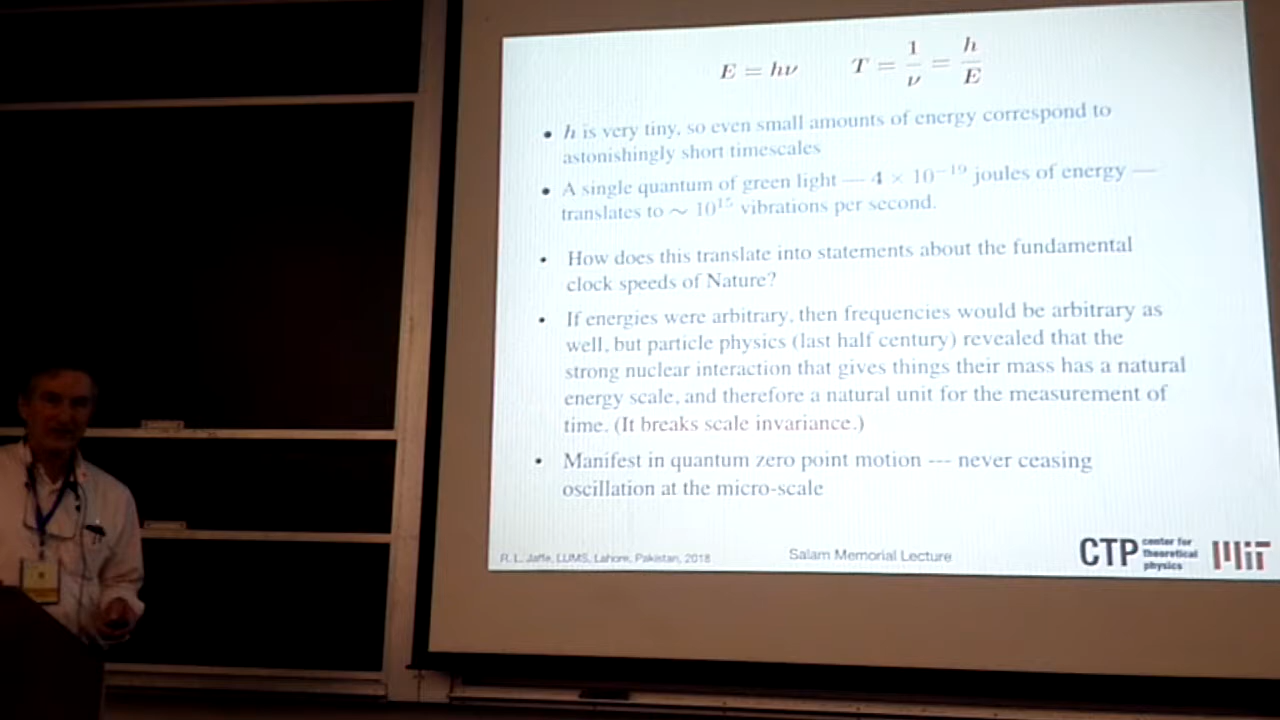 E = hν T = 1/ν = h/E
• h is very tiny, so even small amounts of energy correspond to
astonishingly short timescales
• A single quantum of green light — 4 × 10⁻¹⁹ joules of energy —
translates to ∼ 10¹⁵ vibrations per second.
• How does this translate into statements about the fundamental
clock speeds of Nature?
• If energies were arbitrary, then frequencies would be arbitrary as
well, but particle physics (last half century) revealed that the
strong nuclear interaction that gives things their mass has a natural
energy scale, and therefore a natural unit for the measurement of
time. (It breaks scale invariance.)
• Manifest in quantum zero point motion --- never ceasing
oscillation at the micro-scale
R. L. Jaffe, LUMS, Lahore, Pakistan, 2018
Salam Memorial Lecture
CTP
center for
theoretical
physics
MIT